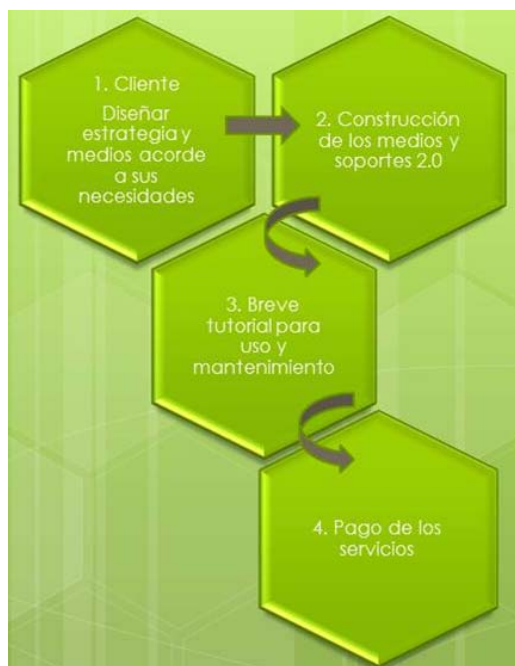 1. Cliente
Diseñar
estrategia y
medios acorde
a sus
necesidades
2. Construcción
de los medios y
soportes 2.0
3. Breve
tutorial para
uso y
mantenimiento
4. Pago de los
servicios